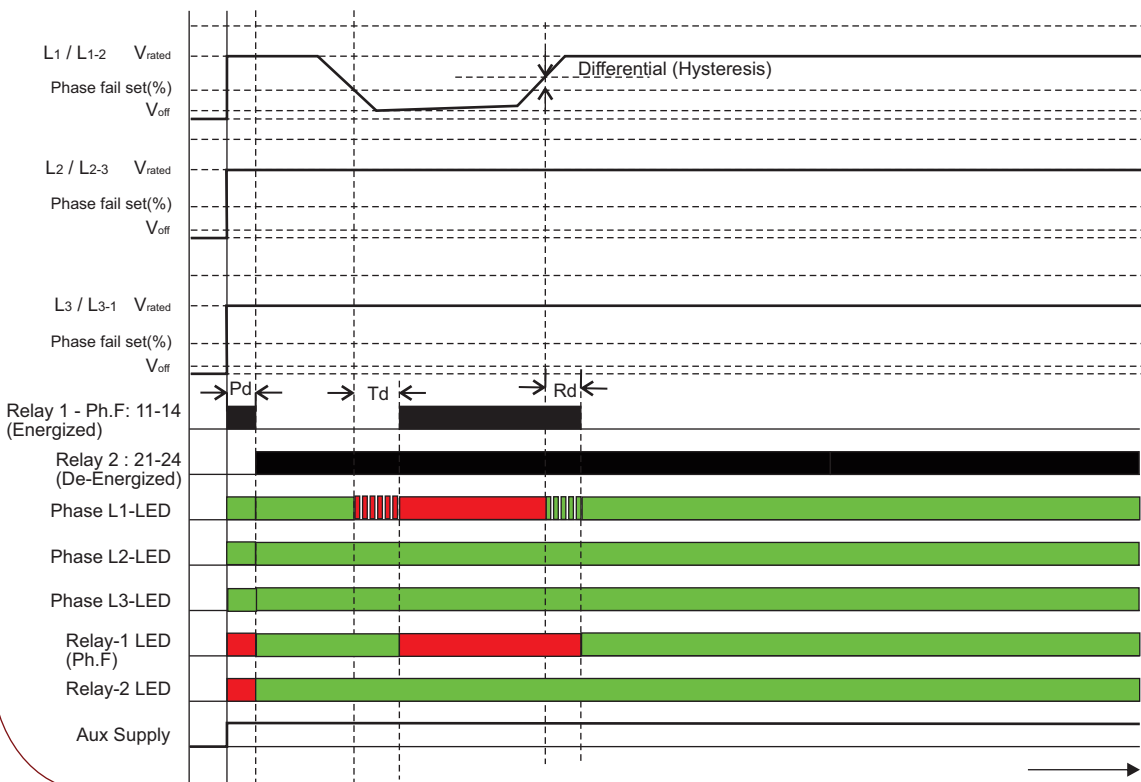 L1 / L1-2 Vrated
Phase fail set(%)
Voff
Differential (Hysteresis)
L2 / L2-3 Vrated
Phase fail set(%)
Voff
L3 / L3-1 Vrated
Phase fail set(%)
Voff
Pd
Td
Rd
Relay 1 - Ph.F: 11-14
(Energized)
Relay 2 : 21-24
(De-Energized)
Phase L1-LED
Phase L2-LED
Phase L3-LED
Relay-1 LED
(Ph.F)
Relay-2 LED
Aux Supply